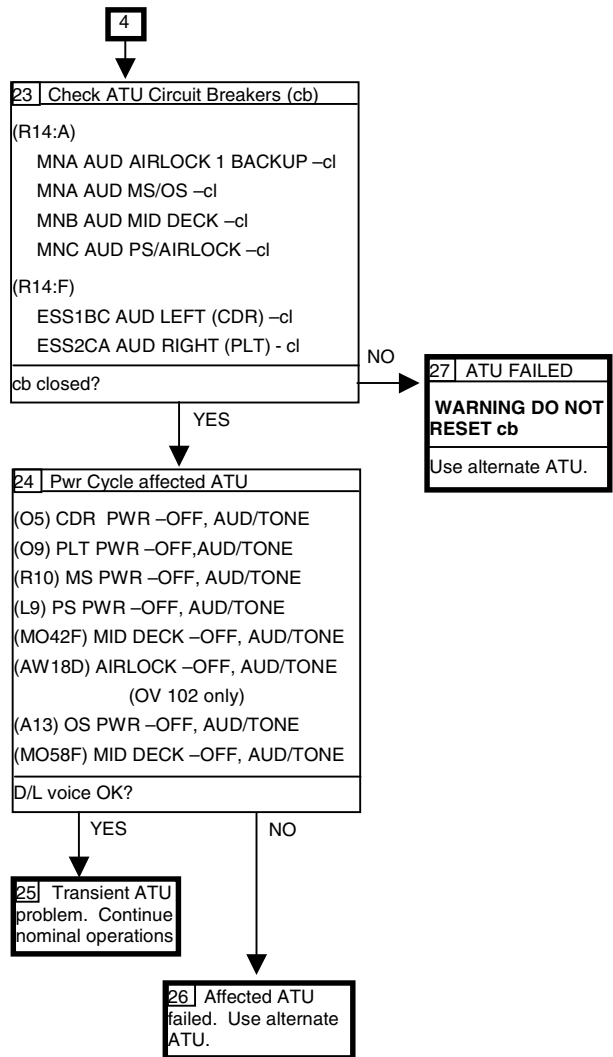 4
23 Check ATU Circuit Breakers (cb)
(R14:A)
MNA AUD AIRLOCK 1 BACKUP –cl
MNA AUD MS/OS –cl
MNB AUD MID DECK –cl
MNC AUD PS/AIRLOCK –cl
(R14:F)
ESS1BC AUD LEFT (CDR) –cl
ESS2CA AUD RIGHT (PLT) - cl
cb closed?
NO
27 ATU FAILED
WARNING DO NOT
RESET cb
Use alternate ATU.
YES
24 Pwr Cycle affected ATU
(O5) CDR PWR –OFF, AUD/TONE
(O9) PLT PWR –OFF,AUD/TONE
(R10) MS PWR –OFF, AUD/TONE
(L9) PS PWR –OFF, AUD/TONE
(MO42F) MID DECK –OFF, AUD/TONE
(AW18D) AIRLOCK –OFF, AUD/TONE
(OV 102 only)
(A13) OS PWR –OFF, AUD/TONE
(MO58F) MID DECK –OFF, AUD/TONE
D/L voice OK?
YES
NO
25 Transient ATU
problem. Continue
nominal operations
26 Affected ATU
failed. Use alternate
ATU.